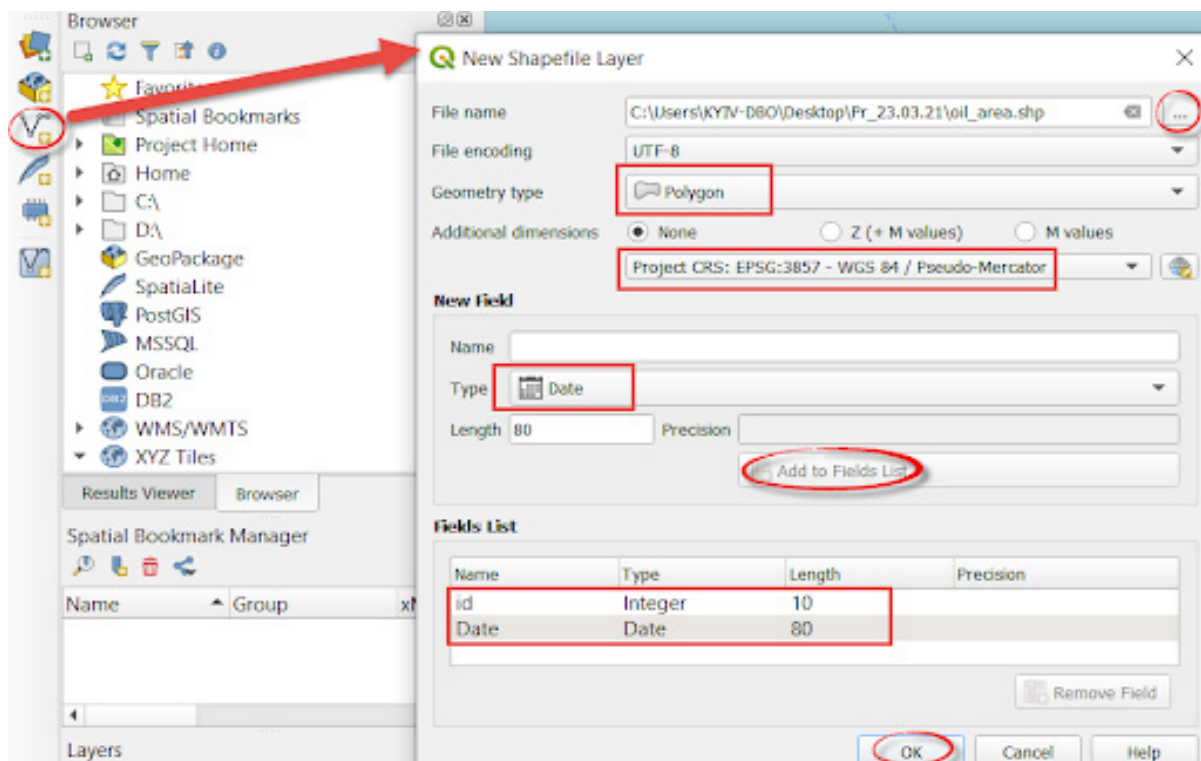 Browser
Favorite
Spatial Bookmarks
Project Home
Home
C:\
D:\
GeoPackage
SpatiaLite
PostGIS
MSSQL
Oracle
DB2
DB2
WMS/WMTS
XYZ Tiles
Results Viewer
Browser
Spatial Bookmark Manager
Name
Group
Layers
New Shapefile Layer
File name
C:\Users\KYIV-DBO\Desktop\Pr_23.03.21\oil_area.shp
...
File encoding
UTF-8
Geometry type
Polygon
Additional dimensions
None
Z (+ M values)
M values
Project CRS: EPSG:3857 - WGS 84 / Pseudo-Mercator
New Field
Name
Type
Date
Length
80
Precision
Add to Fields List
Fields List
Name Type Length Precision
id Integer 10
Date Date 80
Remove Field
OK
Cancel
Help